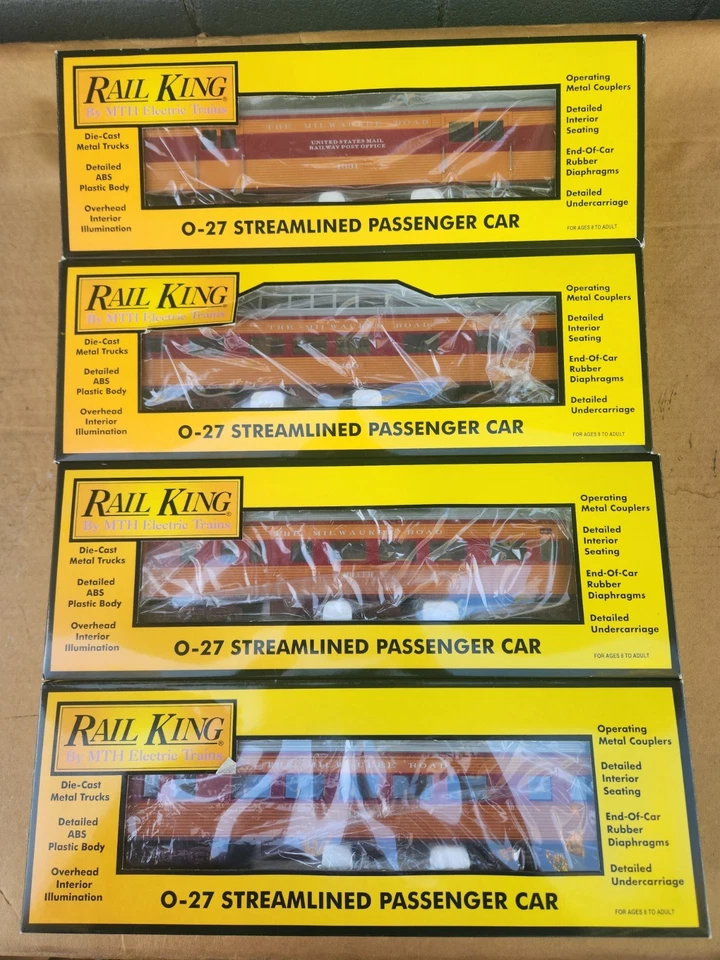 RAIL KING®
By MTH Electric Trains
Die-Cast
Metal Trucks
Detailed
ABS
Plastic Body
Overhead
Interior
Illumination
THE MILWAUKEE ROAD
UNITED STATES MAIL
RAILWAY POST OFFICE
O-27 STREAMLINED PASSENGER CAR
Operating
Metal Couplers
Detailed
Interior
Seating
End-Of-Car
Rubber
Diaphragms
Detailed
Undercarriage
FOR AGES 8 TO ADULT
RAIL KING
By MTH Electric Trains
Die-Cast
Metal Trucks
Detailed
ABS
Plastic Body
Overhead
Interior
Illumination
THE MILWAUKEE ROAD
O-27 STREAMLINED PASSENGER CAR
Operating
Metal Couplers
Detailed
Interior
Seating
End-Of-Car
Rubber
Diaphragms
Detailed
Undercarriage
FOR AGES 8 TO ADULT
RAIL KING®
By MTH Electric Trains
Die-Cast
Metal Trucks
Detailed
ABS
Plastic Body
Overhead
Interior
Illumination
THE MILWAUKEE ROAD
O-27 STREAMLINED PASSENGER CAR
Operating
Metal Couplers
Detailed
Interior
Seating
End-Of-Car
Rubber
Diaphragms
Detailed
Undercarriage
FOR AGES 8 TO ADULT
RAIL KING®
By MTH Electric Trains
Die-Cast
Metal Trucks
Detailed
ABS
Plastic Body
Overhead
Interior
Illumination
THE MILWAUKEE ROAD
O-27 STREAMLINED PASSENGER CAR
Operating
Metal Couplers
Detailed
Interior
Seating
End-Of-Car
Rubber
Diaphragms
Detailed
Undercarriage
FOR AGES 8 TO ADULT